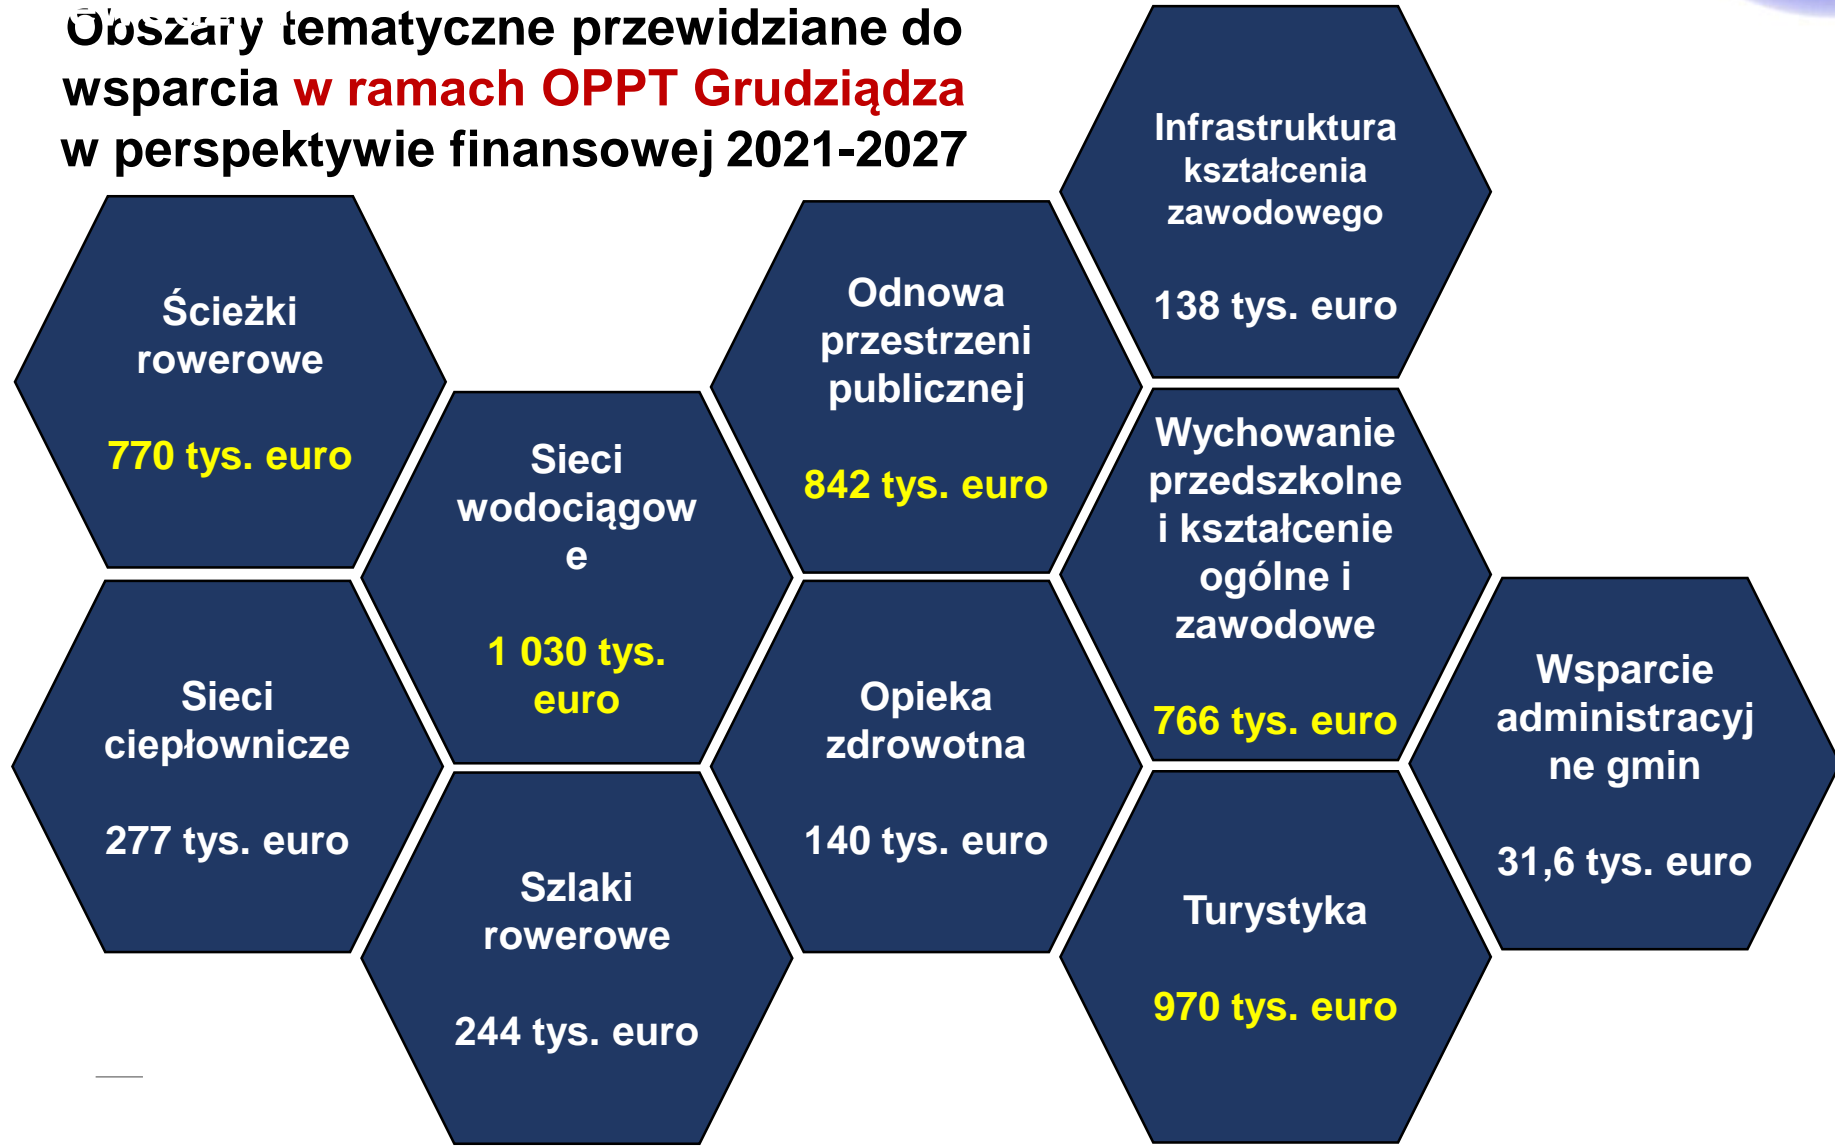 Obszary tematyczne przewidziane do
wsparcia w ramach OPPT Grudziądza
w perspektywie finansowej 2021-2027
Ścieżki
rowerowe
770 tys. euro
Sieci
ciepłownicze
277 tys. euro
Sieci
wodociągow
e
1 030 tys.
euro
Szlaki
rowerowe
244 tys. euro
Odnowa
przestrzeni
publicznej
842 tys. euro
Opieka
zdrowotna
140 tys. euro
Infrastruktura
kształcenia
zawodowego
138 tys. euro
Wychowanie
przedszkolne
i kształcenie
ogólne i
zawodowe
766 tys. euro
Turystyka
970 tys. euro
Wsparcie
administracyj
ne gmin
31,6 tys. euro